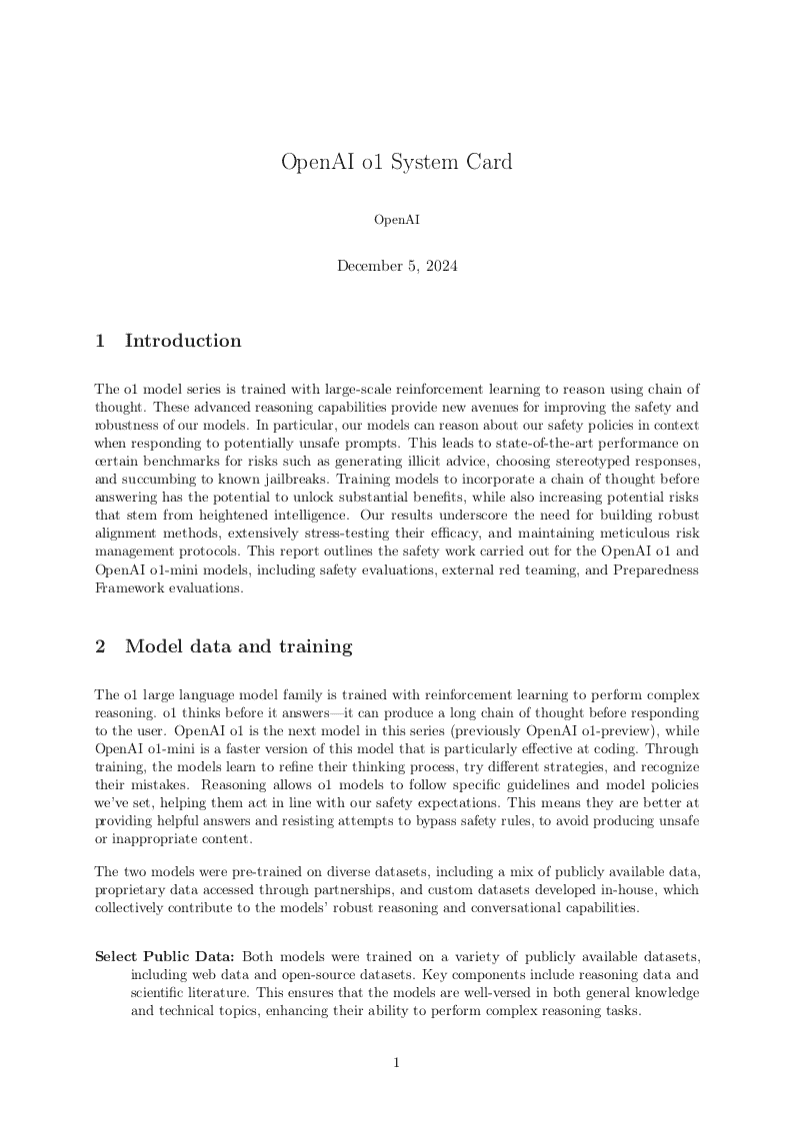 OpenAI o1 System Card
OpenAI
December 5, 2024
1 Introduction
The o1 model series is trained with large-scale reinforcement learning to reason using chain of
thought. These advanced reasoning capabilities provide new avenues for improving the safety and
robustness of our models. In particular, our models can reason about our safety policies in context
when responding to potentially unsafe prompts. This leads to state-of-the-art performance on
certain benchmarks for risks such as generating illicit advice, choosing stereotyped responses,
and succumbing to known jailbreaks. Training models to incorporate a chain of thought before
answering has the potential to unlock substantial benefits, while also increasing potential risks
that stem from heightened intelligence. Our results underscore the need for building robust
alignment methods, extensively stress-testing their efficacy, and maintaining meticulous risk
management protocols. This report outlines the safety work carried out for the OpenAI o1 and
OpenAI o1-mini models, including safety evaluations, external red teaming, and Preparedness
Framework evaluations.
2 Model data and training
The o1 large language model family is trained with reinforcement learning to perform complex
reasoning. o1 thinks before it answers—it can produce a long chain of thought before responding
to the user. OpenAI o1 is the next model in this series (previously OpenAI o1-preview), while
OpenAI o1-mini is a faster version of this model that is particularly effective at coding. Through
training, the models learn to refine their thinking process, try different strategies, and recognize
their mistakes. Reasoning allows o1 models to follow specific guidelines and model policies
we've set, helping them act in line with our safety expectations. This means they are better at
providing helpful answers and resisting attempts to bypass safety rules, to avoid producing unsafe
or inappropriate content.
The two models were pre-trained on diverse datasets, including a mix of publicly available data,
proprietary data accessed through partnerships, and custom datasets developed in-house, which
collectively contribute to the models' robust reasoning and conversational capabilities.
Select Public Data: Both models were trained on a variety of publicly available datasets,
including web data and open-source datasets. Key components include reasoning data and
scientific literature. This ensures that the models are well-versed in both general knowledge
and technical topics, enhancing their ability to perform complex reasoning tasks.
1